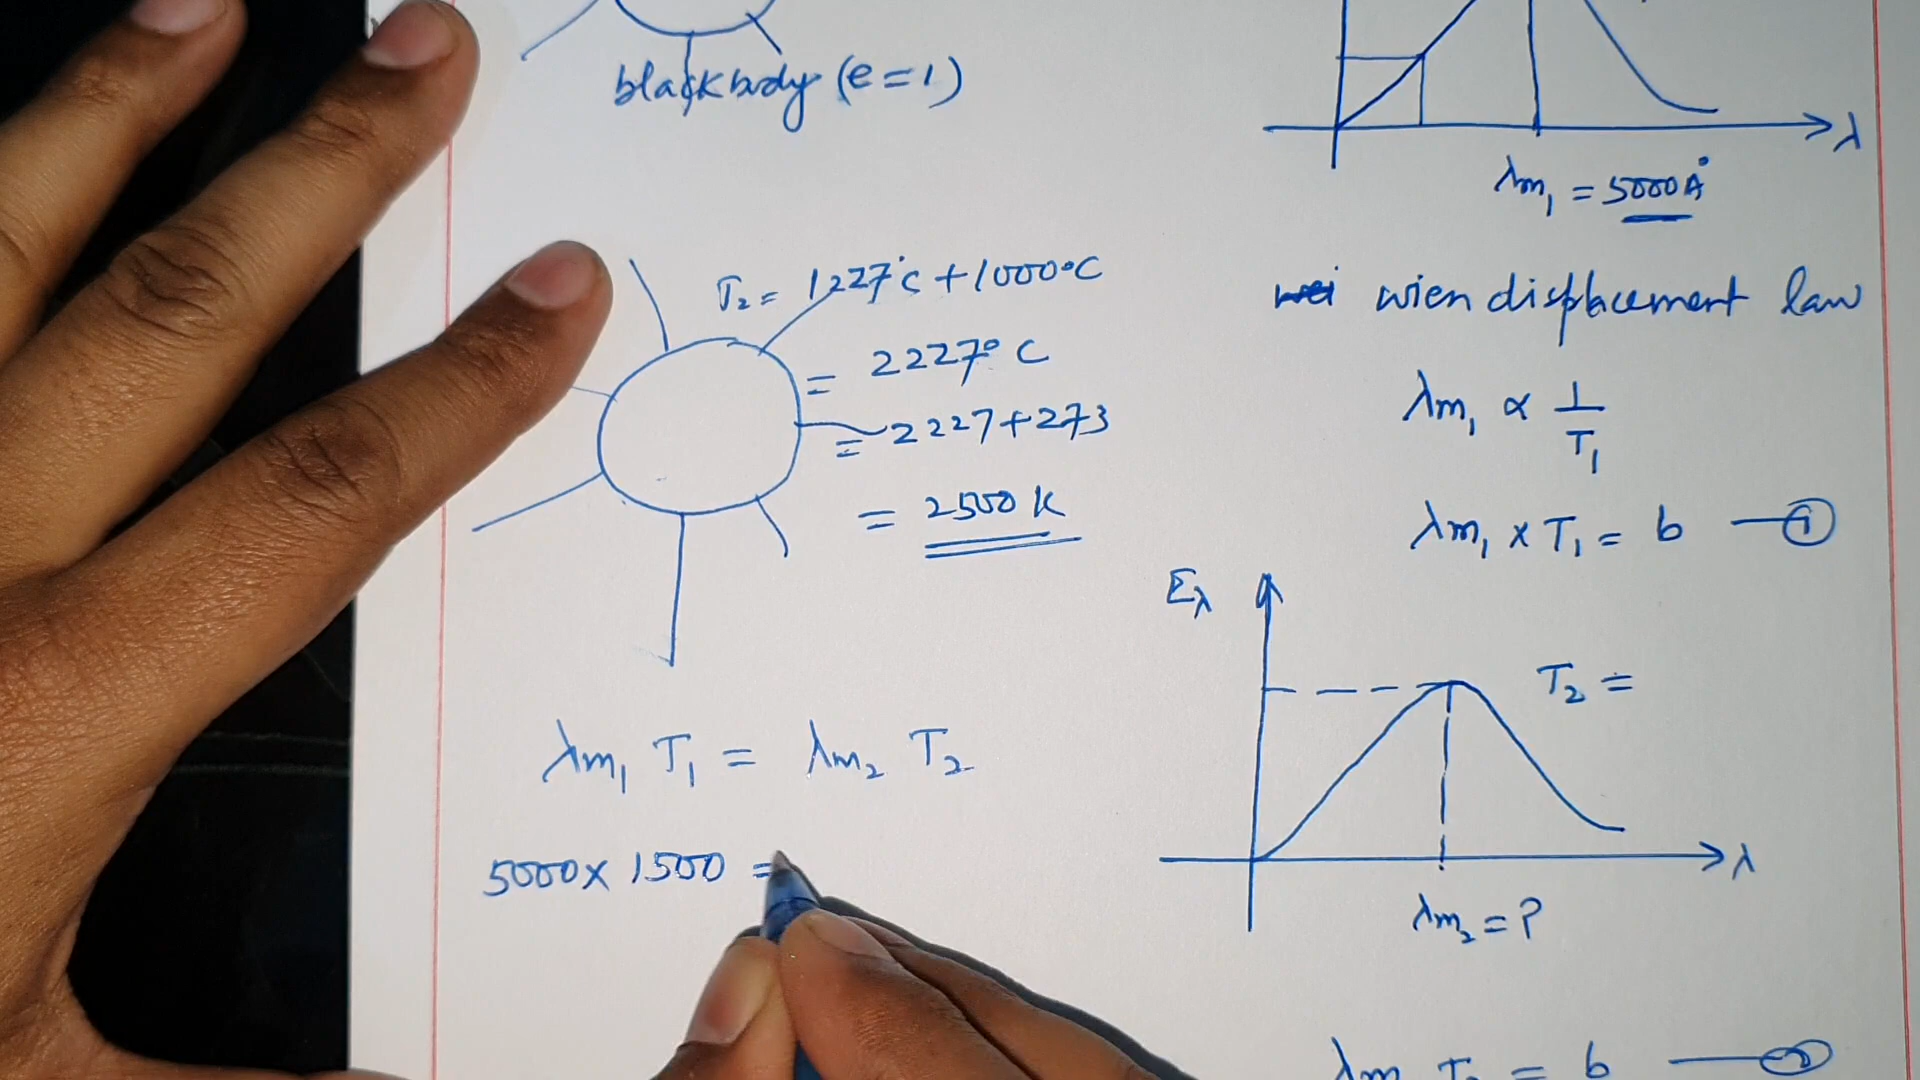 blackbody (e=1)
λ
λm₁ = 5000Å
T₂ = 1227°C + 1000°C
= 2227°C
= 2227+273
= 2500 K
wien displacement law
λm₁ ∝ 1/T₁
λm₁ × T₁ = b —①
Eλ
T₂ =
λ
λm₂ = ?
λm₁ T₁ = λm₂ T₂
5000× 1500 =
= b —②